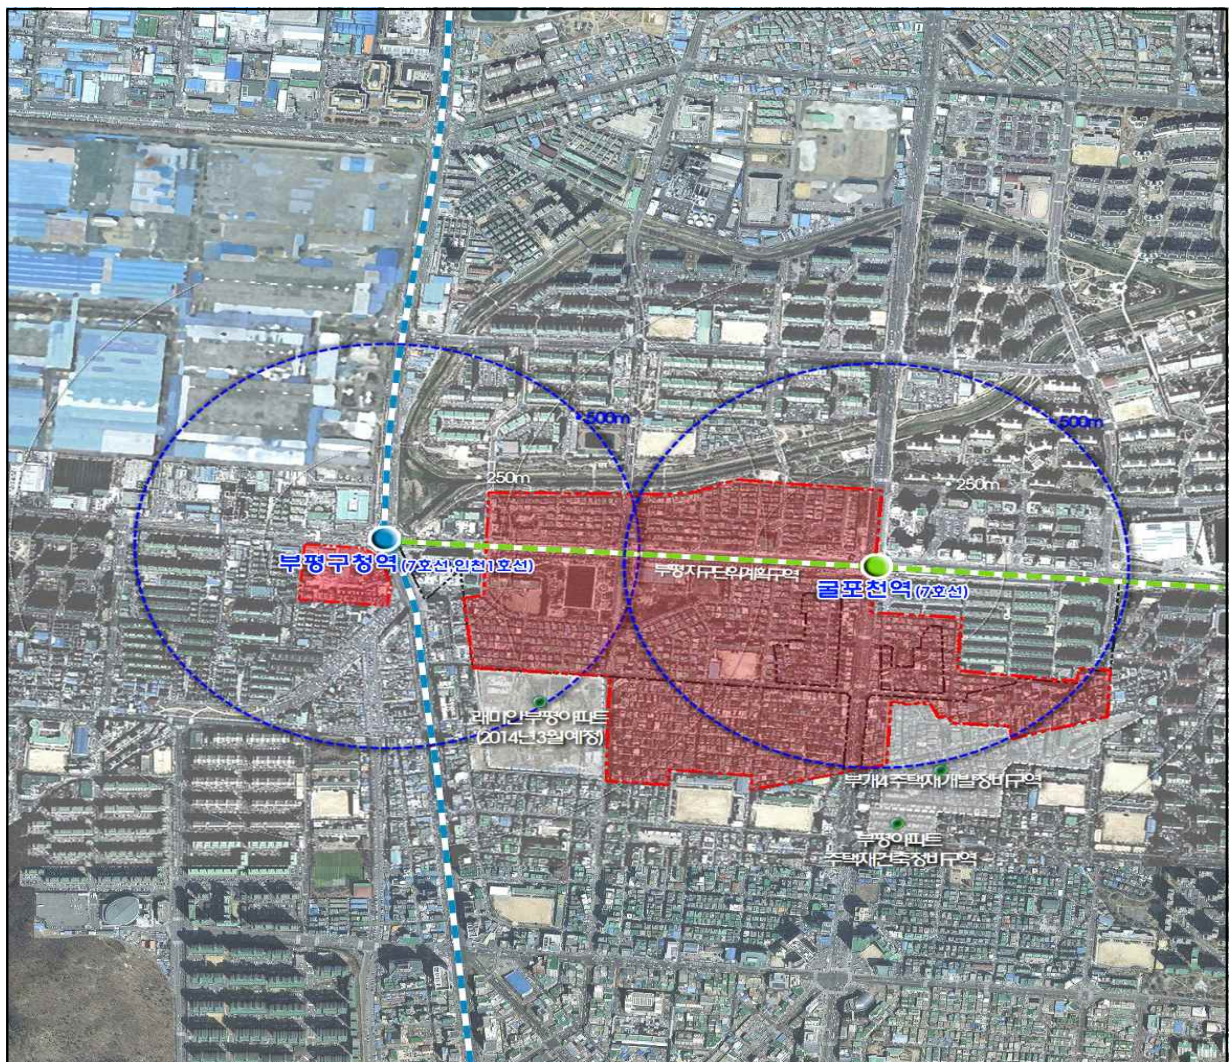 500m
500m
250m
250m
부평구청역(7호선,인천1호선)
부평지구단위계획구역
굴포천역(7호선)
래미안부평아파트
(2014년3월예정)
부개4주택재개발정비구역
부평아파트
주택재건축정비구역